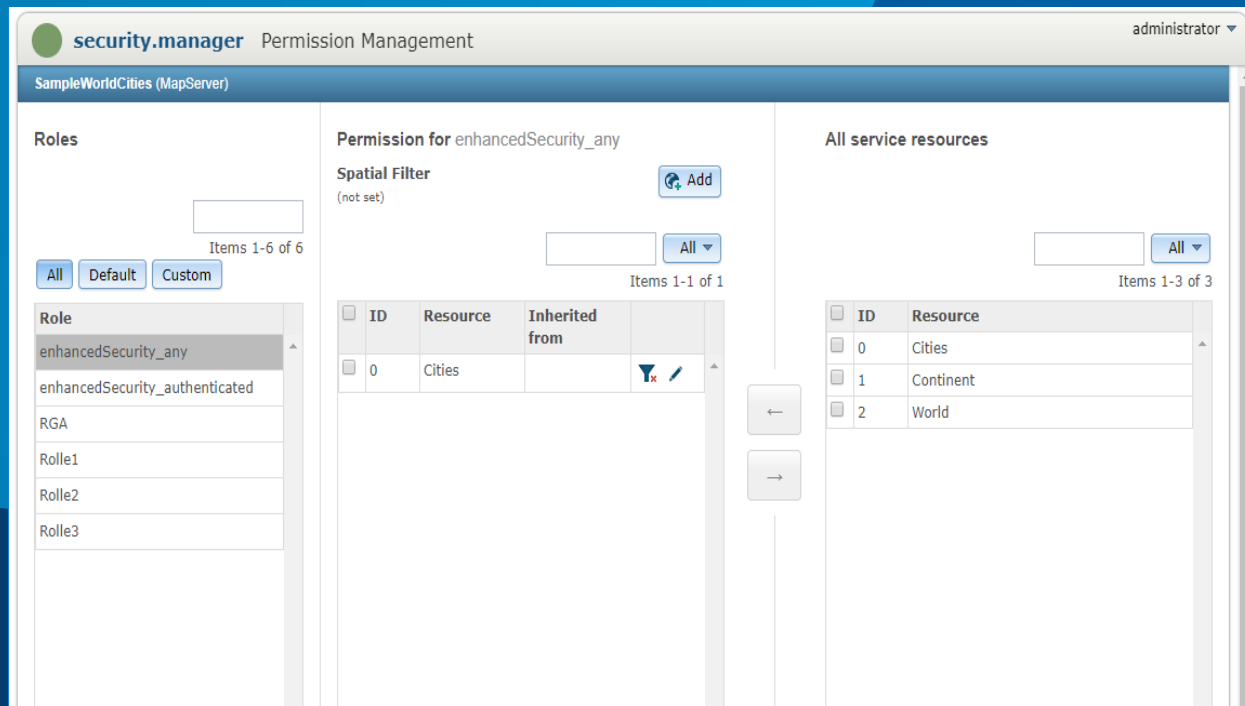 security.manager Permission Management
administrator
SampleWorldCities (MapServer)
Roles
Items 1-6 of 6
All Default Custom
Role
enhancedSecurity_any
enhancedSecurity_authenticated
RGA
Rolle1
Rolle2
Rolle3
Permission for enhancedSecurity_any
Spatial Filter
(not set)
Add
All
Items 1-1 of 1
ID Resource Inherited
from
0 Cities
←
→
All service resources
All
Items 1-3 of 3
ID Resource
0 Cities
1 Continent
2 World